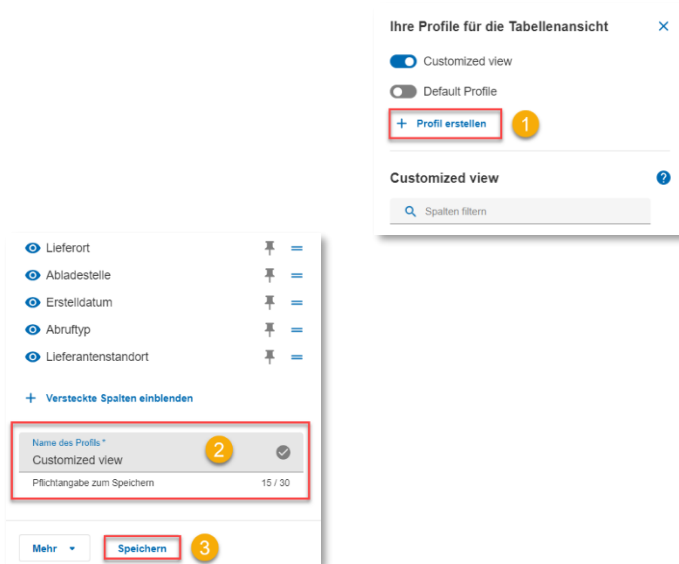 Ihre Profile für die Tabellenansicht
Customized view
Default Profile
+ Profil erstellen
1
Customized view
?
Spalten filtern
Lieferort
Abladestelle
Erstelldatum
Abruftyp
Lieferantenstandort
+ Versteckte Spalten einblenden
Name des Profils *
Customized view
2
Pflichtangabe zum Speichern 15 / 30
Mehr Speichern 3